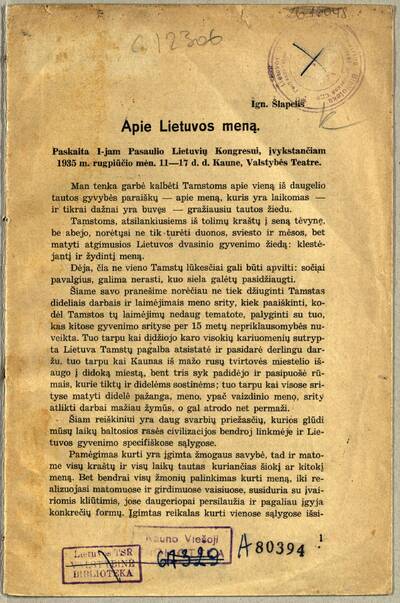 612306
Ign. Šlapelis
Apie Lietuvos meną.
Paskaita I-jam Pasaulio Lietuvių Kongresui, įvykstančiam
1935 m. rugpiūčio mėn. 11—17 d. d. Kaune, Valstybės Teatre.
Man tenka garbė kalbėti Tamstoms apie vieną iš daugelio
tautos gyvybės paraiškų — apie meną, kuris yra laikomas —
ir tikrai dažnai yra buvęs — gražiausiu tautos žiedu.
Tamstoms, atsilankiusiems iš tolimų kraštų į seną tėvynę,
be abejo, norėtųsi ne tik turėti duonos, sviesto ir mėsos, bet
matyti atgimusios Lietuvos dvasinio gyvenimo žiedą: klestė-
jantį ir žydintį meną.
Dėja, čia ne vieno Tamstų lūkesčiai gali būti apvilti: sočiai
pavalgius, galima nerasti, kuo siela galėtų pasidžiaugti.
Šiame savo pranešime norėčiau ne tiek džiuginti Tamstas
dideliais darbais ir laimėjimais meno srity, kiek paaiškinti, ko-
dėl Tamstos tų laimėjimų nedaug tematote, palyginti su tuo,
kas kitose gyvenimo srityse per 15 metų nepriklausomybės nu-
veikta. Tuo tarpu kai didžiojo karo visokių kariuomenių sutryp-
ta Lietuva Tamstų pagalba atsistatė ir pasidarė derlingu dar-
žu, tuo tarpu kai Kaunas iš mažo rusų tvirtovės miestelio iš-
augo į didoką miestą, bent tris syk padidėjo ir pasipuošė rū-
mais, kurie tiktų ir didelėms sostinėms; tuo tarpu kai visose sri-
tyse matyti didelė pažanga, meno, ypač vaizdinio meno, srity
atlikti darbai mažiau žymūs, o gal atrodo net permaži.
Šiam reiškiniui yra daug svarbių priežasčių, kurios glūdi
mūsų laikų baltosios rasės civilizacijos bendroj linkmėje ir Lie-
tuvos gyvenimo specifiškose sąlygose.
Pamėgimas kurti yra įgimta žmogaus savybė, tad ir mato-
me visų kraštų ir visų laikų tautas kuriančias šiokį ar kitokį
meną. Bet bendrai visų žmonių palinkimas kurti meną, iki re-
alizuojasi matomuose ir girdimuose vaisiuose, susiduria su įvai-
riomis kliūtimis, jose daugeriopai persilaužia ir pagaliau įgyja
konkrečių formų. Įgimtas reikalas kurti vienose sąlygose išsi-
1
Lietuvos TSR
VALSTYBINĖ
BIBLIOTEKA
Kauno Viešoji
A80394